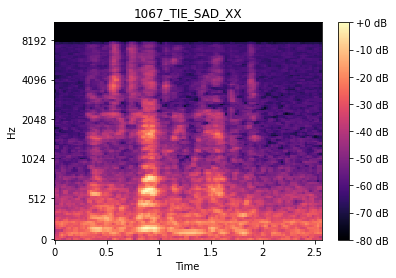 1067_TIE_SAD_XX
+0 dB
8192
-10 dB
4096
-20 dB
-30 dB
2048
Hz
-40 dB
1024
-50 dB
512
-60 dB
-70 dB
0
-80 dB
0 0.5 1 1.5 2 2.5
Time